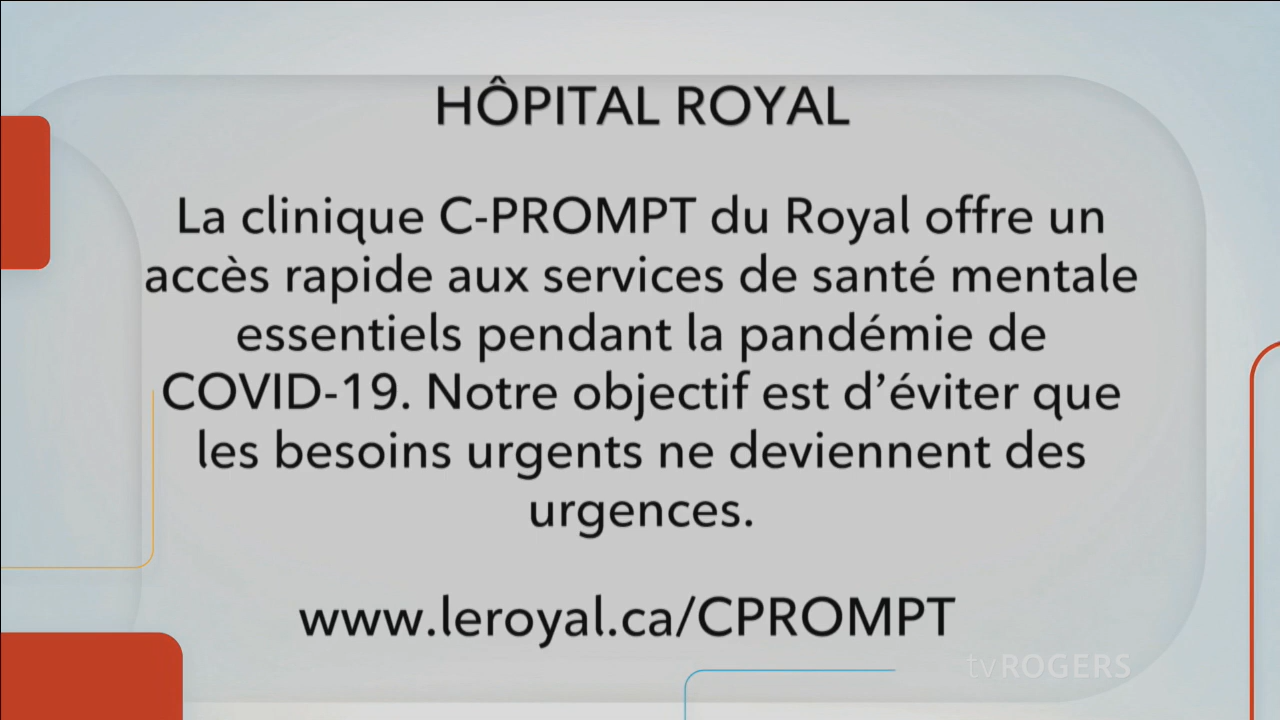 HÔPITAL ROYAL
La clinique C-PROMPT du Royal offre un
accès rapide aux services de santé mentale
essentiels pendant la pandémie de
COVID-19. Notre objectif est d’éviter que
les besoins urgents ne deviennent des
urgences.
www.leroyal.ca/CPROMPT
tvROGERS